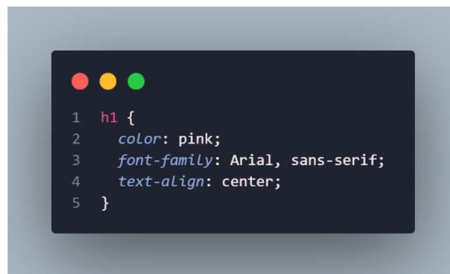 1 h1 {
2   color: pink;
3   font-family: Arial, sans-serif;
4   text-align: center;
5 }